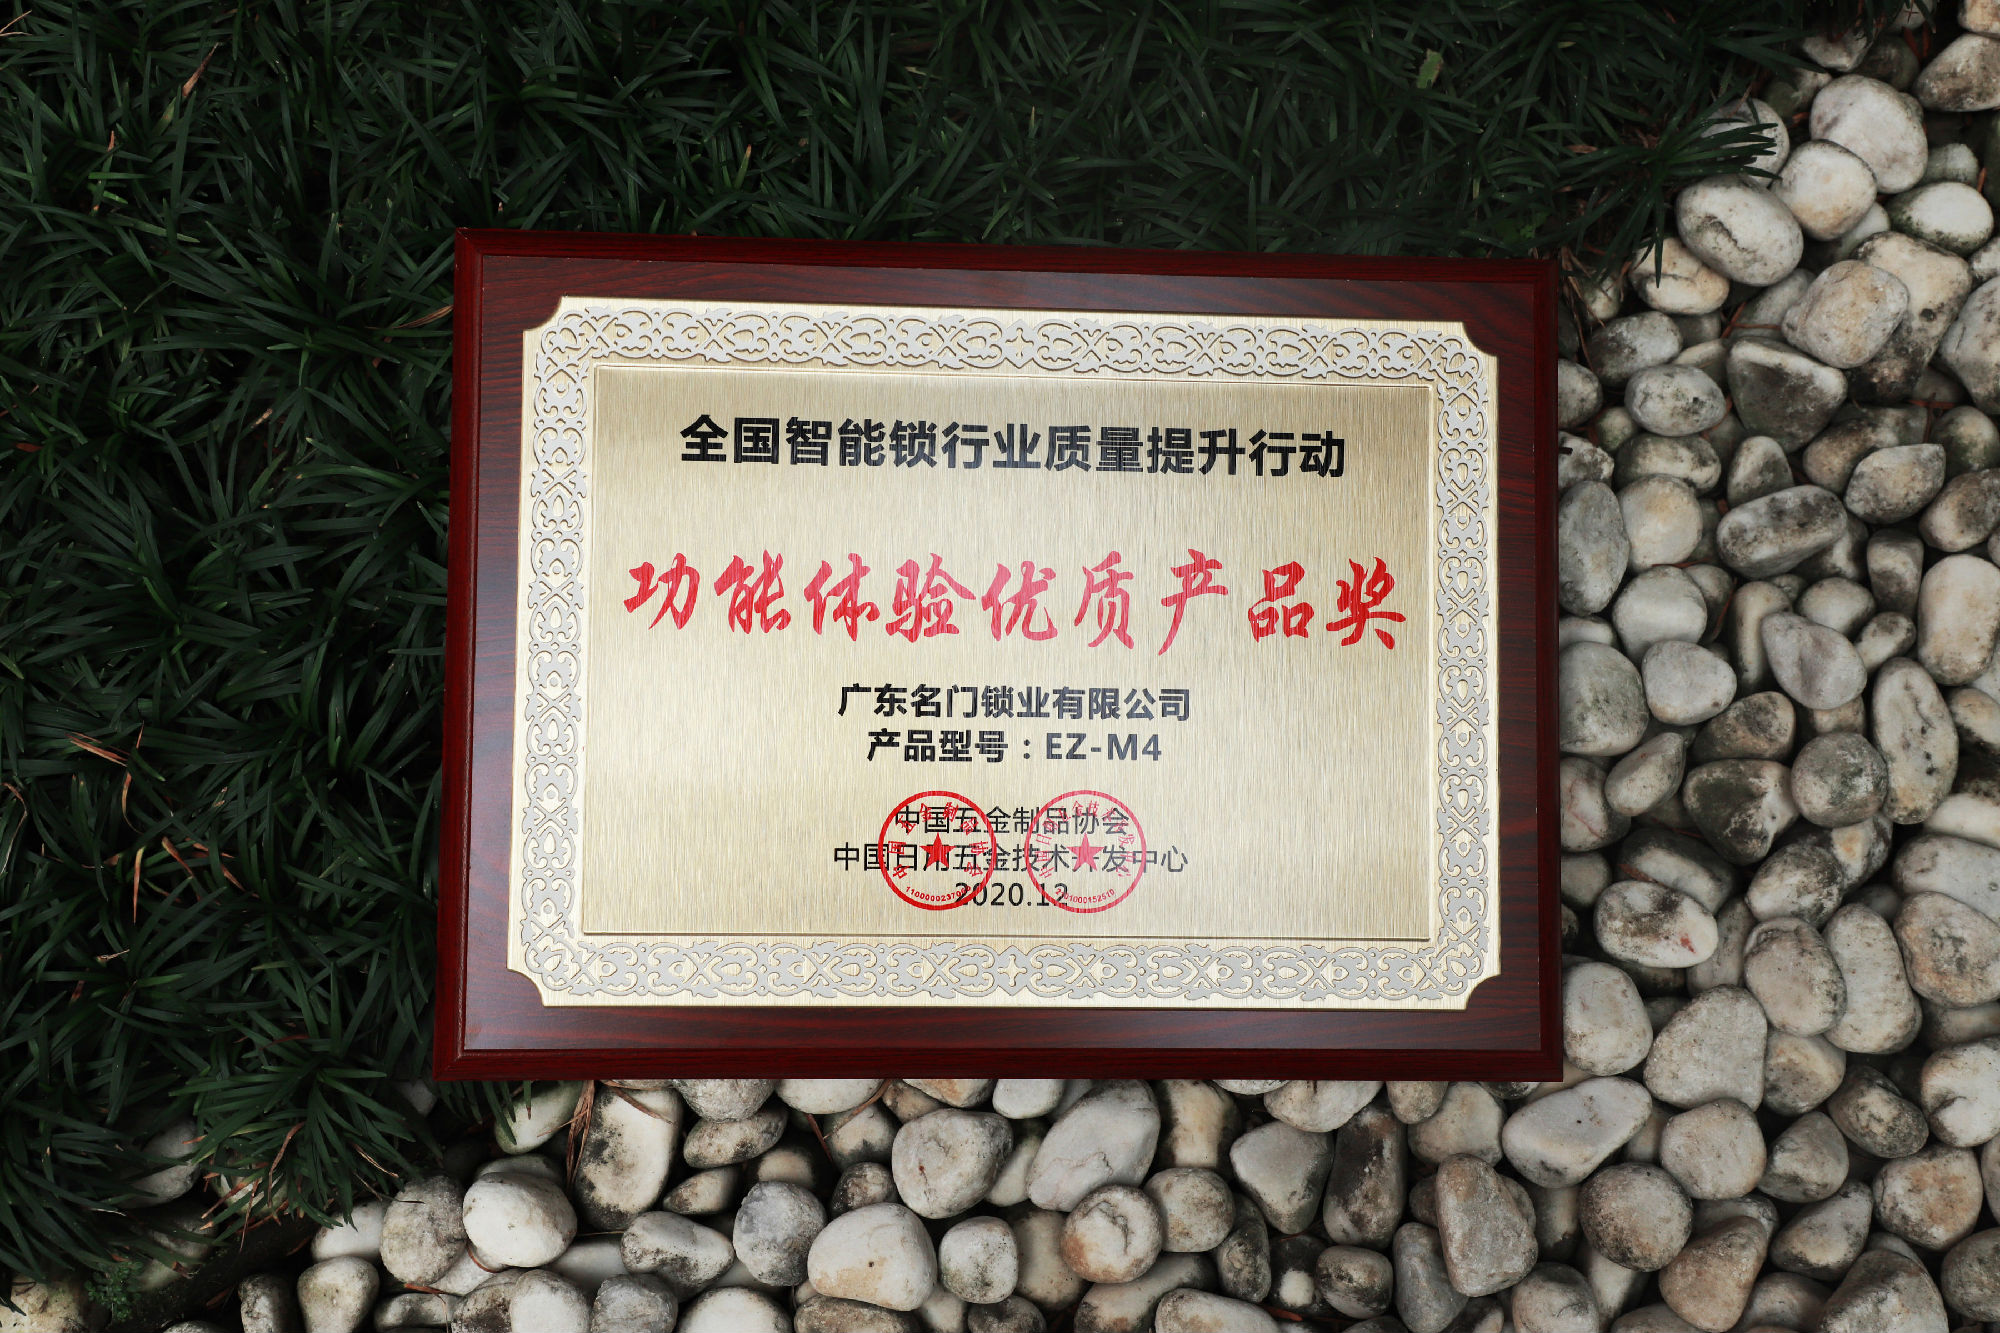 全国智能锁行业质量提升行动
功能体验优质产品奖
广东名门锁业有限公司
产品型号：EZ-M4
中国五金制品协会
中国日用五金技术开发中心
2020.12